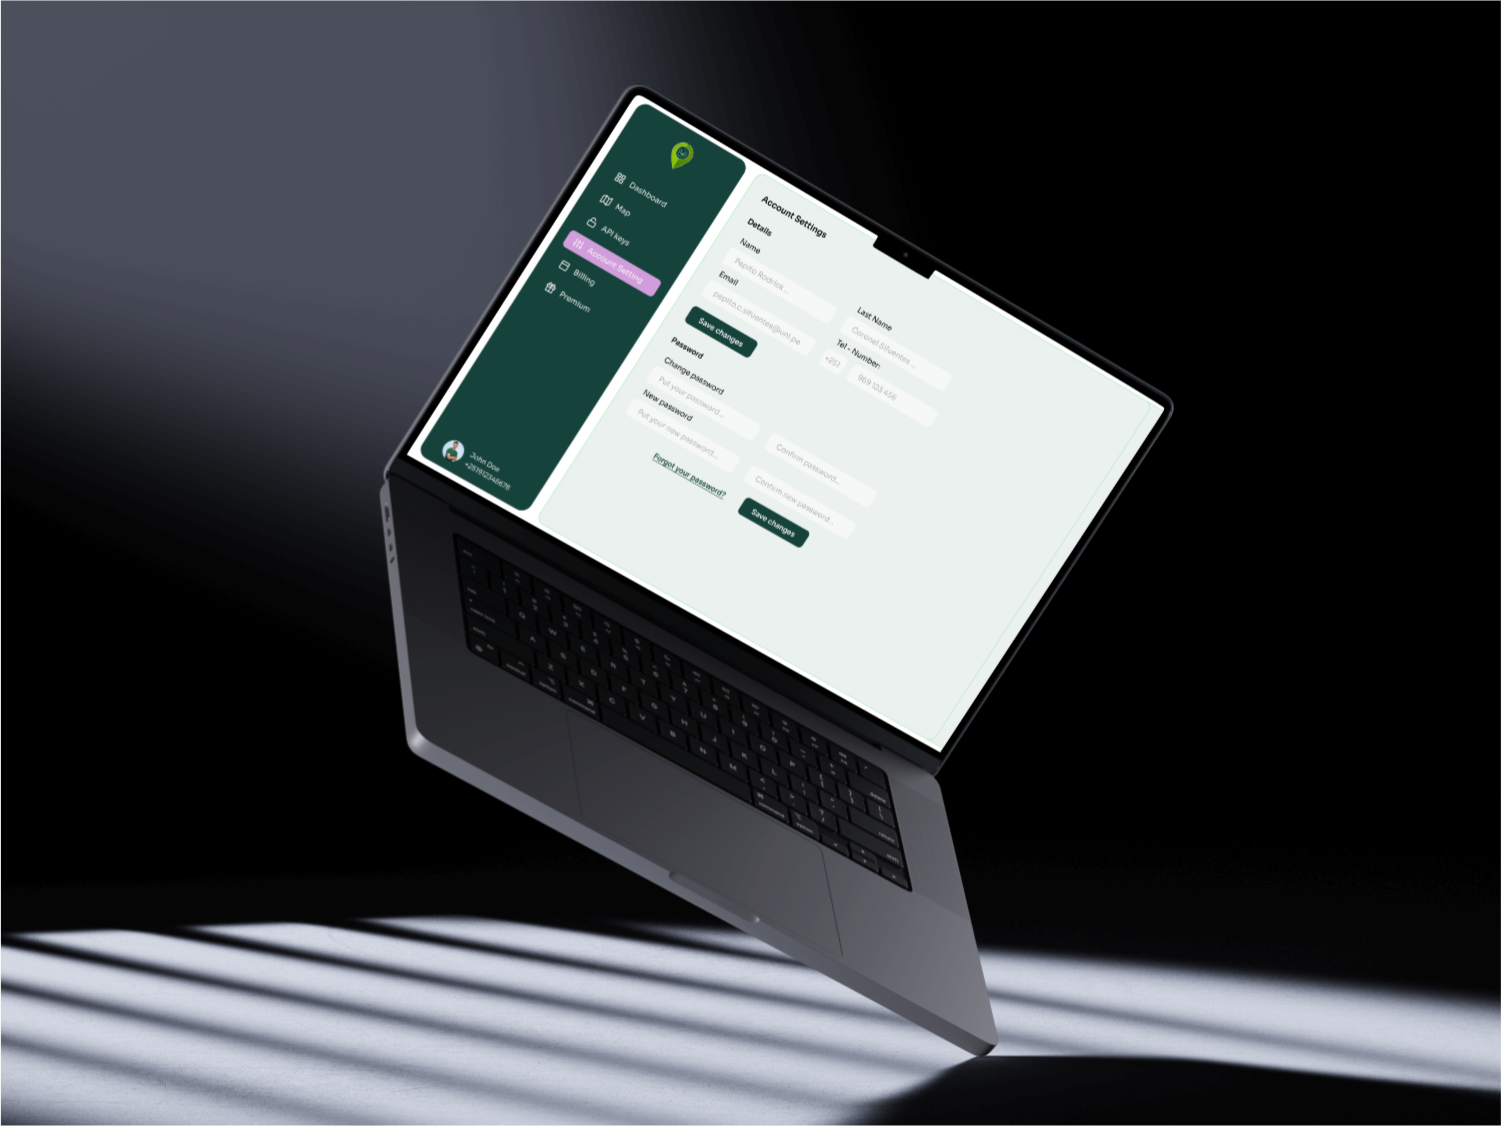 Dashboard
Map
API keys
Account Setting
Billing
Premium
John Doe
+251912345678
Account Settings
Details
Name
Pepito Rodrick...
Last Name
Coronel Sifuentes ...
Email
pepito.c.sifuentes@uni.pe
Tel - Number:
+251
969 123 456
Save changes
Password
Change password
Put your password...
Confirm password...
New password
Put your new password...
Confirm new password...
Forgot your password?
Save changes